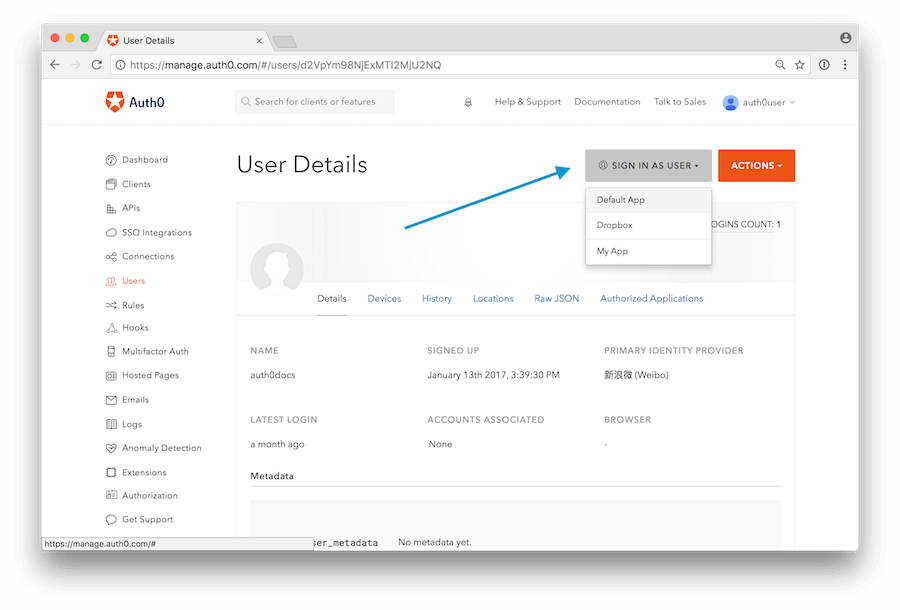 User Details
https://manage.auth0.com/#/users/d2VpYm98NjExMTI2MjU2NQ
Auth0
Search for clients or features
Help & Support
Documentation
Talk to Sales
auth0user
Dashboard
Clients
APIs
SSO Integrations
Connections
Users
Rules
Hooks
Multifactor Auth
Hosted Pages
Emails
Logs
Anomaly Detection
Extensions
Authorization
Get Support
User Details
SIGN IN AS USER
ACTIONS
Default App
Dropbox
My App
OGINS COUNT: 1
Details
Devices
History
Locations
Raw JSON
Authorized Applications
NAME
auth0docs
SIGNED UP
January 13th 2017, 3:39:30 PM
PRIMARY IDENTITY PROVIDER
新浪微 (Weibo)
LATEST LOGIN
a month ago
ACCOUNTS ASSOCIATED
None
BROWSER
-
Metadata
ser_metadata
No metadata yet.
https://manage.auth0.com/#